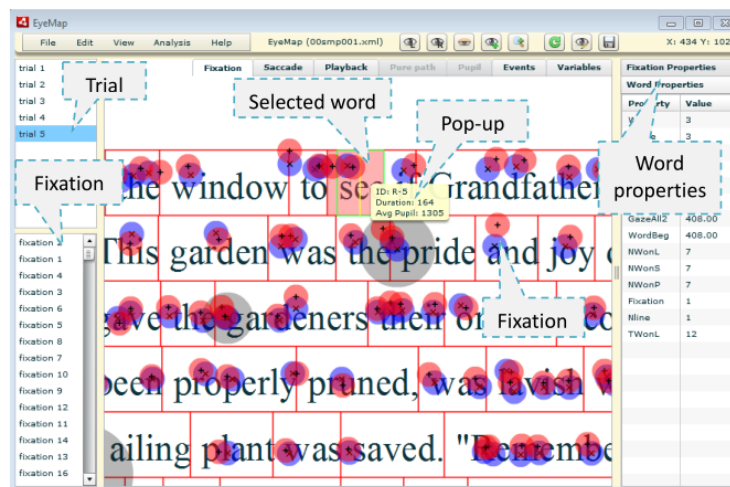 EyeMap
File Edit View Analysis Help EyeMap (00smp001.xml) X: 434 Y: 102
trial 1
trial 2
trial 3
trial 4
trial 5
Trial
Fixation
fixation 2
fixation 1
fixation 4
fixation 3
fixation 6
fixation 5
fixation 8
fixation 7
fixation 10
fixation 9
fixation 12
fixation 11
fixation 14
fixation 13
fixation 16
Fixation Saccade Playback Pure path Pupil Events Variables
Selected word
Pop-up
the window to see if Grandfather
ID: R-5
Duration: 164
Avg Pupil: 1305
This garden was the pride and joy
Fixation
gave the gardeners their
been properly pruned, was lavish
ailing plant was saved. "Remembe
Fixation Properties
Word Properties
Property Value
3
3
Word
properties
GazeAll2 408.00
WordBeg 408.00
NWonL 7
NWonS 7
NWonP 7
Fixation 1
Nline 1
TWonL 12